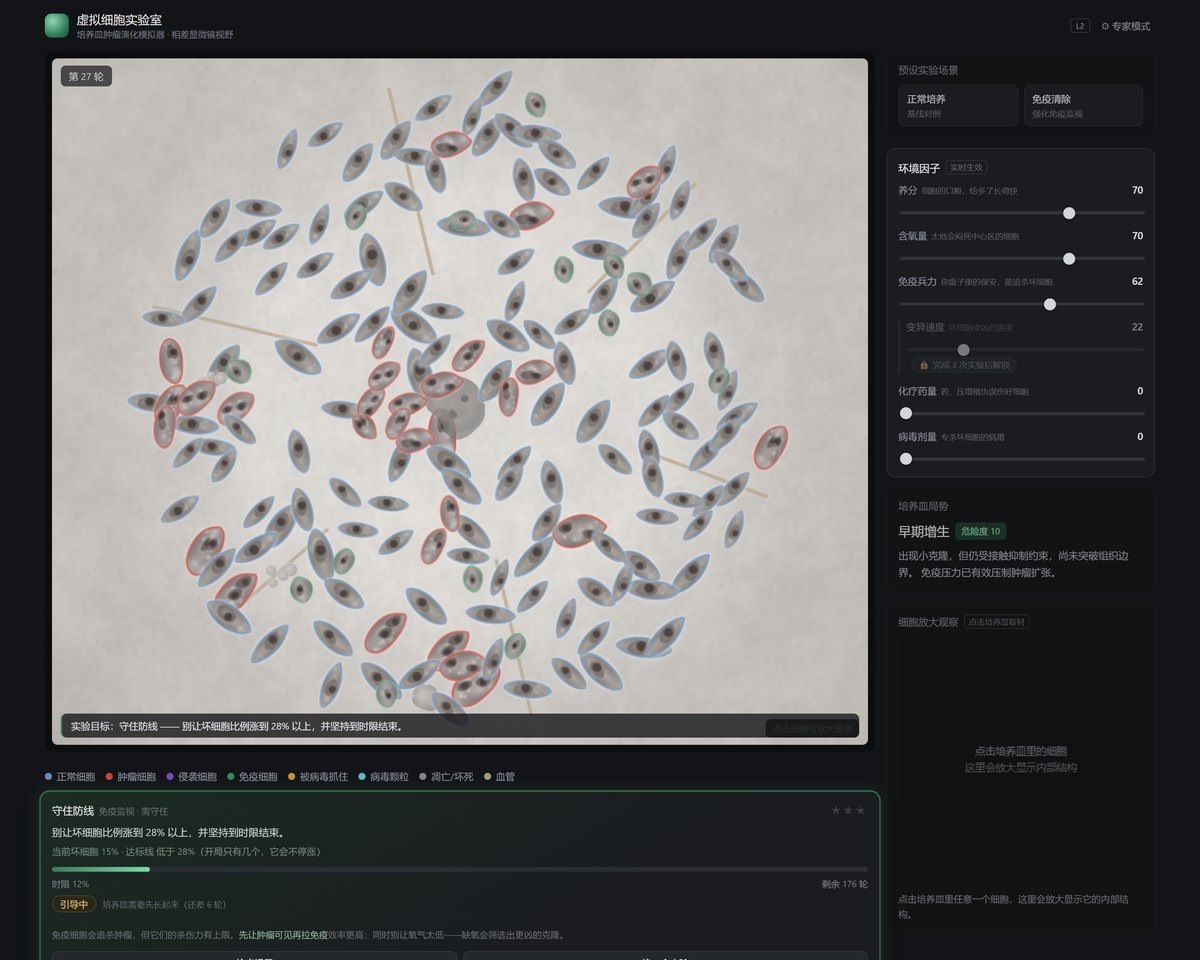 虚拟细胞实验室
培养皿肿瘤演化模拟器 · 相差显微镜视野
L2
专家模式
第 27 轮
实验目标：守住防线 —— 别让坏细胞比例涨到 28% 以上，并坚持到时限结束。
点击细胞可放大观察
正常细胞
肿瘤细胞
侵袭细胞
免疫细胞
被病毒抓住
病毒颗粒
凋亡/坏死
血管
守住防线 免疫监视 · 需守住
★★★
别让坏细胞比例涨到 28% 以上，并坚持到时限结束。
当前坏细胞 15% · 达标线 低于 28%（开局只有几个，它会不停涨）
时限 12%
剩余 176 轮
引导中 培养皿需要先长起来（还差 6 轮）
免疫细胞会追杀肿瘤，但它们的杀伤力有上限。先让肿瘤可见再拉免疫效率更高；同时别让氧气太低——缺氧会筛选出更凶的克隆。
预设实验场景
正常培养
基线对照
免疫清除
强化免疫监视
环境因子 实时生效
养分 细胞的口粮，给多了长得快 70
含氧量 太低会闷死中心区的细胞 70
免疫兵力 你盘子里的保安，能追杀坏细胞 62
变异速度 坏细胞变凶的速度 22
完成 3 次实验后解锁
化疗药量 药，压增殖也误伤好细胞 0
病毒剂量 专杀坏细胞的病毒 0
培养皿局势
早期增生 危险度 10
出现小克隆，但仍受接触抑制约束，尚未突破组织边
界。 免疫压力已有效压制肿瘤扩张。
细胞放大观察 点击培养皿取材
点击培养皿里的细胞
这里会放大显示内部结构
点击培养皿里任意一个细胞，这里会放大显示它的内部结
构。